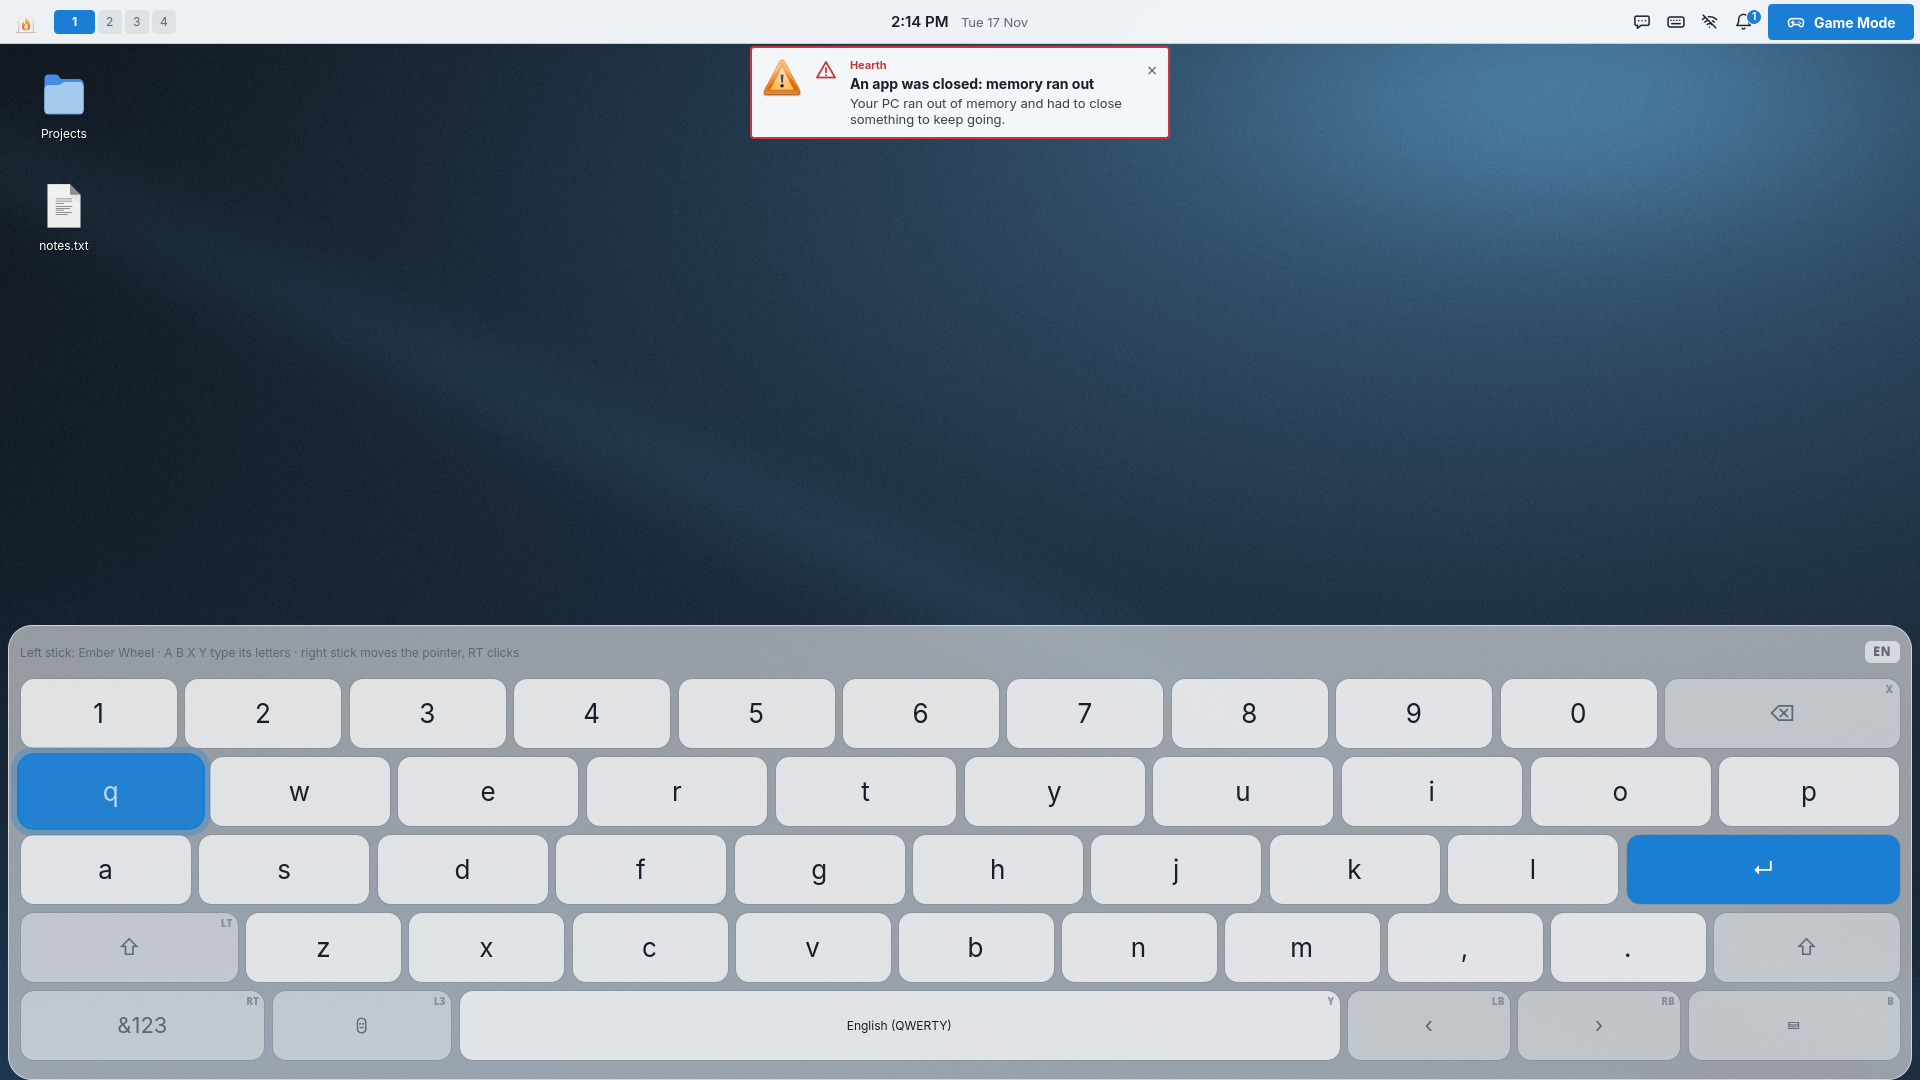 1 2 3 4
2:14 PM Tue 17 Nov
1
Game Mode
Projects
notes.txt
Hearth
An app was closed: memory ran out
Your PC ran out of memory and had to close
something to keep going.
Left stick: Ember Wheel · A B X Y type its letters · right stick moves the pointer, RT clicks
EN
1 2 3 4 5 6 7 8 9 0 X
q w e r t y u i o p
a s d f g h j k l
LT z x c v b n m , .
&123 RT L3 English (QWERTY) Y ‹ LB › RB B